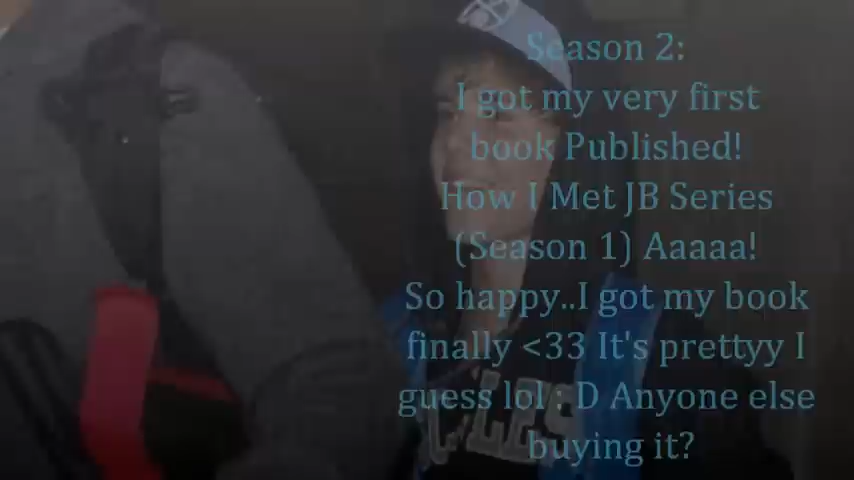 Season 2:
I got my very first
book Published!
How I Met JB Series
(Season 1) Aaaaa!
So happy..I got my book
finally <33 It's prettyy I
guess lol : D Anyone else
buying it?